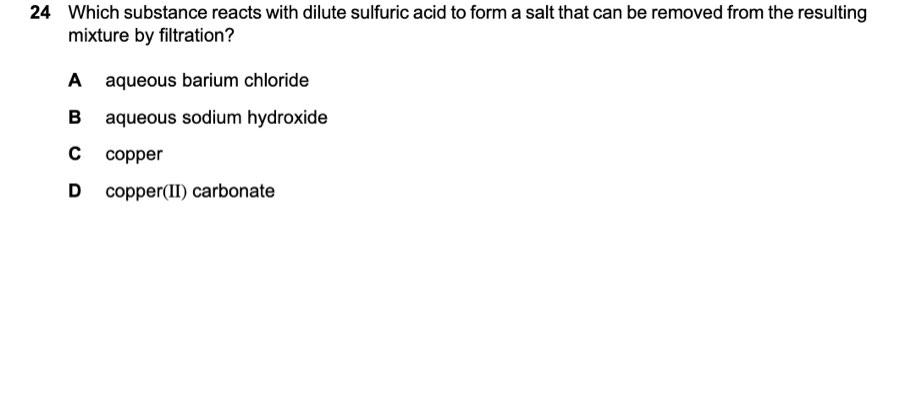 24 Which substance reacts with dilute sulfuric acid to form a salt that can be removed from the resulting
mixture by filtration?
A aqueous barium chloride
B aqueous sodium hydroxide
C copper
D copper(II) carbonate